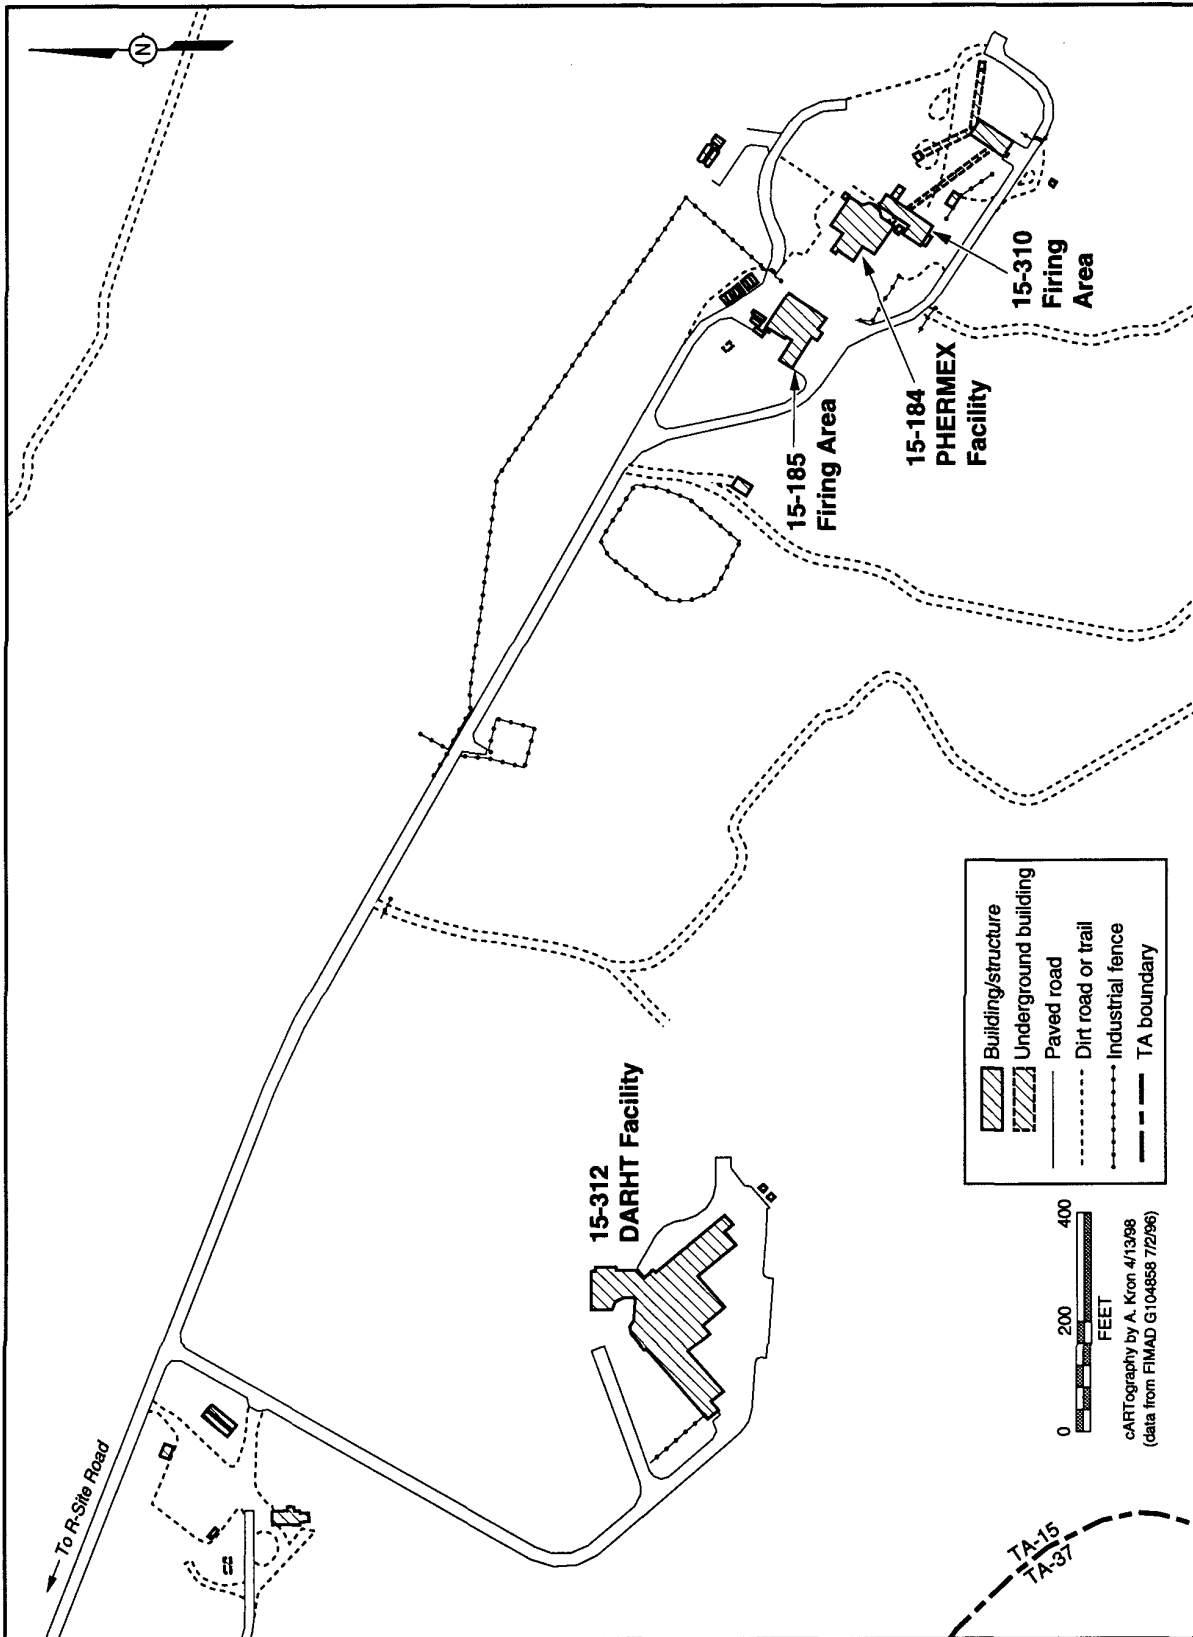 N
To R-Site Road
15-312
DARHT Facility
15-185
Firing Area
15-184
PHERMEX
Facility
15-310
Firing
Area
Building/structure
Underground building
Paved road
Dirt road or trail
Industrial fence
TA boundary
0 200 400
FEET
cARTography by A. Kron 4/13/98
(data from FIMAD G104858 7/2/96)
TA-15
TA-37